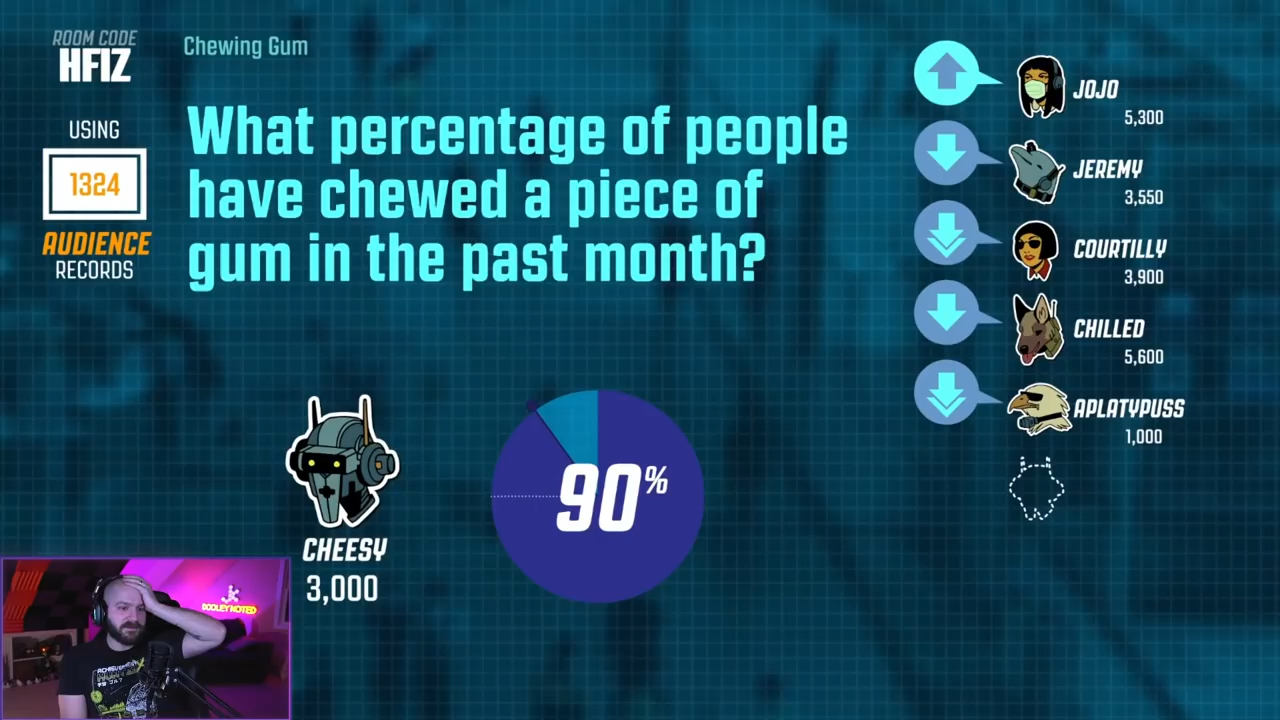 ROOM CODE
HFIZ
Chewing Gum
USING
1324
AUDIENCE
RECORDS
What percentage of people
have chewed a piece of
gum in the past month?
JOJO
5,300
JEREMY
3,550
COURTILLY
3,900
CHILLED
5,600
APLATYPUSS
1,000
90%
CHEESY
3,000
DODLEYNOTED